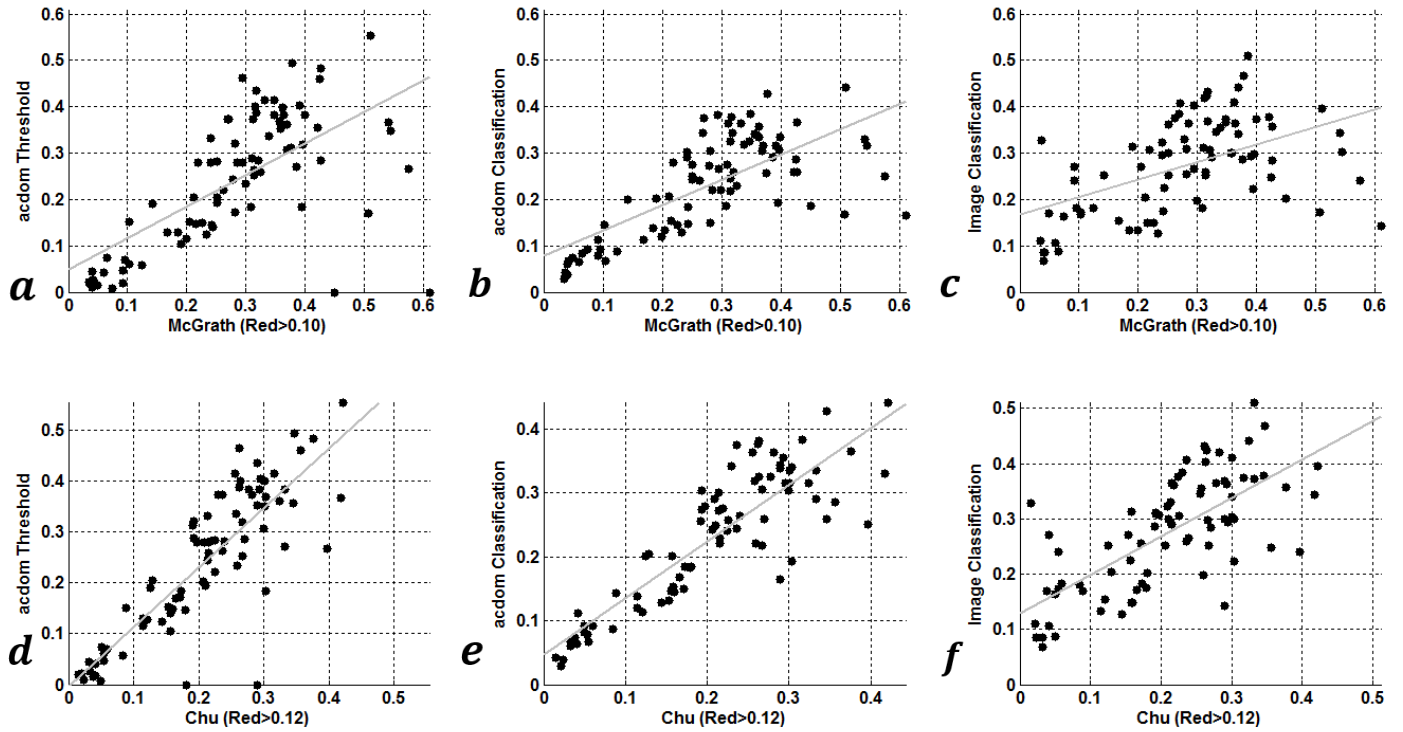 0.6
0.5
0.4
0.3
0.2
0.1
0
acdom Threshold
a
0 0.1 0.2 0.3 0.4 0.5 0.6
McGrath (Red>0.10)
0.6
0.5
0.4
0.3
0.2
0.1
0
acdom Classification
b
0 0.1 0.2 0.3 0.4 0.5 0.6
McGrath (Red>0.10)
0.6
0.5
0.4
0.3
0.2
0.1
0
Image Classification
c
0 0.1 0.2 0.3 0.4 0.5 0.6
McGrath (Red>0.10)
0.5
0.4
0.3
0.2
0.1
0
acdom Threshold
d
0 0.1 0.2 0.3 0.4 0.5
Chu (Red>0.12)
0.4
0.3
0.2
0.1
0
acdom Classification
e
0 0.1 0.2 0.3 0.4
Chu (Red>0.12)
0.5
0.4
0.3
0.2
0.1
0
Image Classification
f
0 0.1 0.2 0.3 0.4 0.5
Chu (Red>0.12)